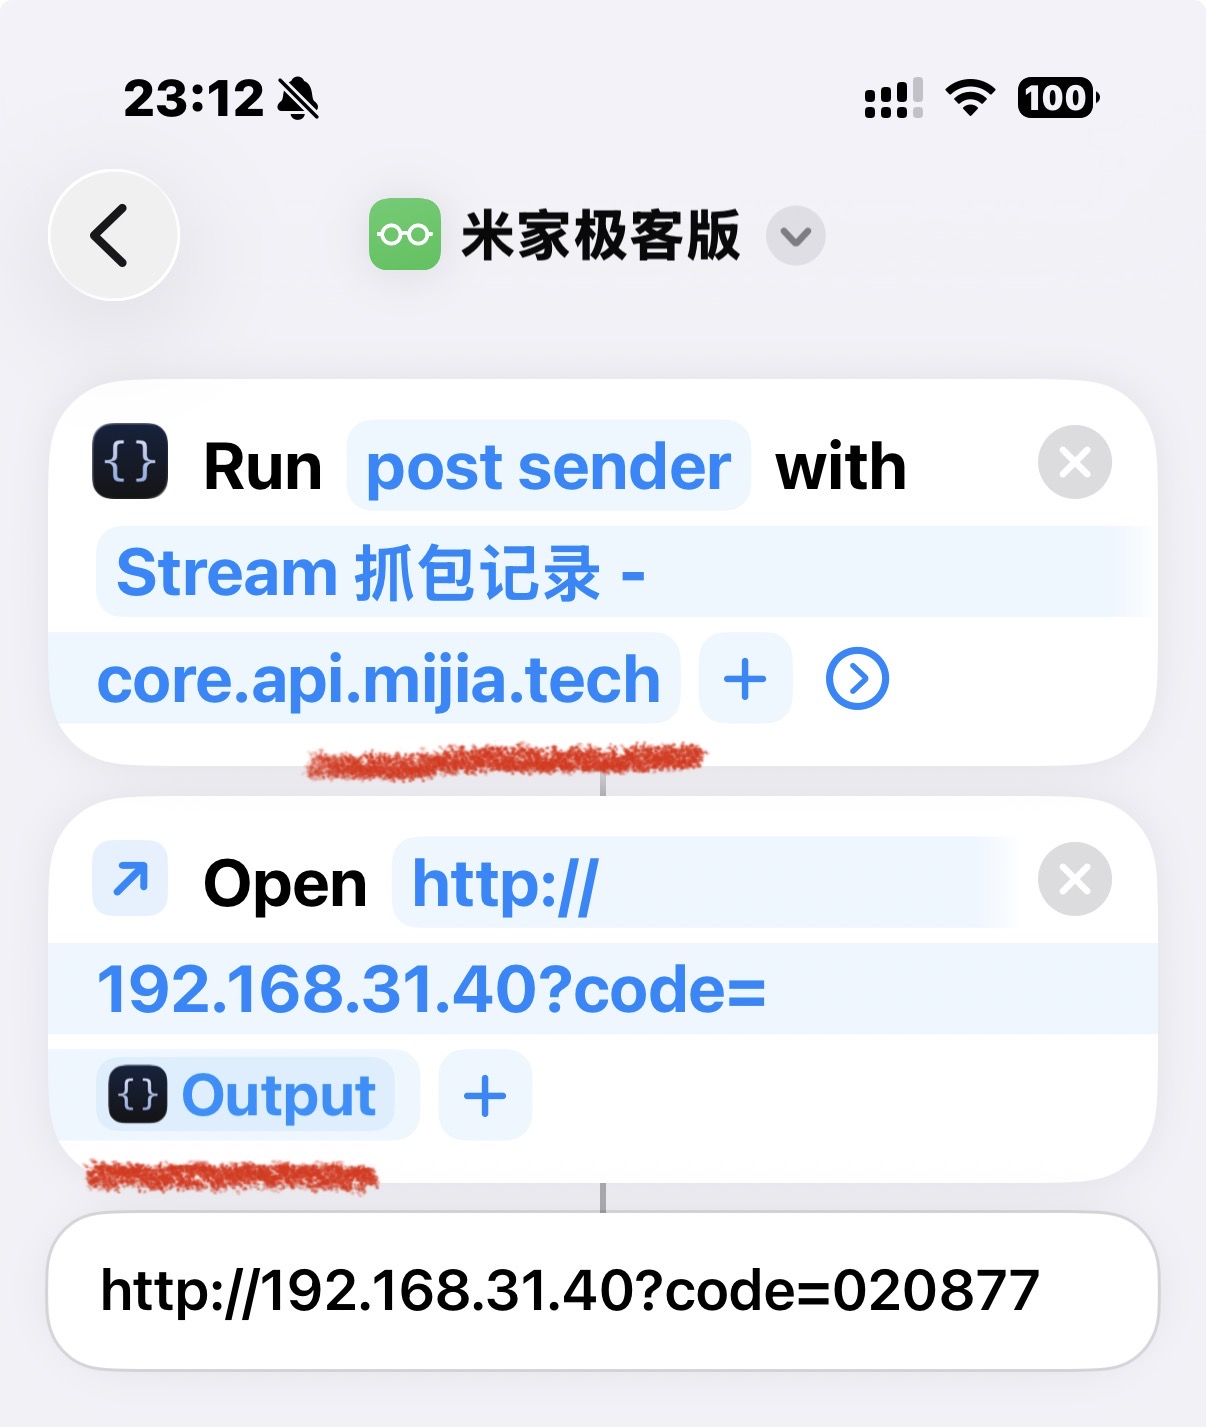 23:12
100
米家极客版
{} Run post sender with
Stream 抓包记录 -
core.api.mijia.tech
Open http://
192.168.31.40?code=
{} Output
http://192.168.31.40?code=020877